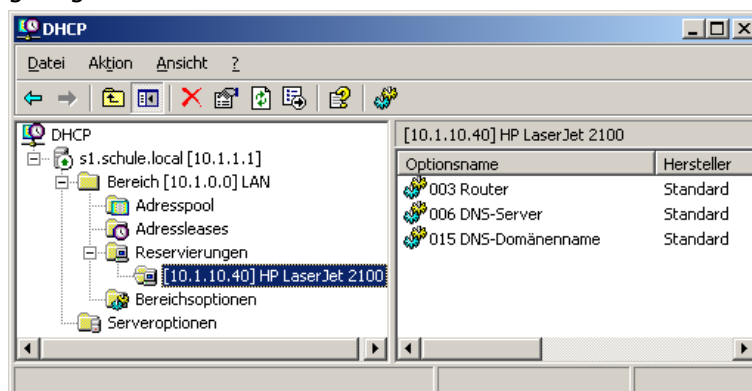 DHCP
Datei Aktion Ansicht ?
DHCP
s1.schule.local [10.1.1.1]
Bereich [10.1.0.0] LAN
Adresspool
Adressleases
Reservierungen
[10.1.10.40] HP LaserJet 2100
Bereichsoptionen
Serveroptionen
[10.1.10.40] HP LaserJet 2100
Optionsname Hersteller
003 Router Standard
006 DNS-Server Standard
015 DNS-Domänenname Standard